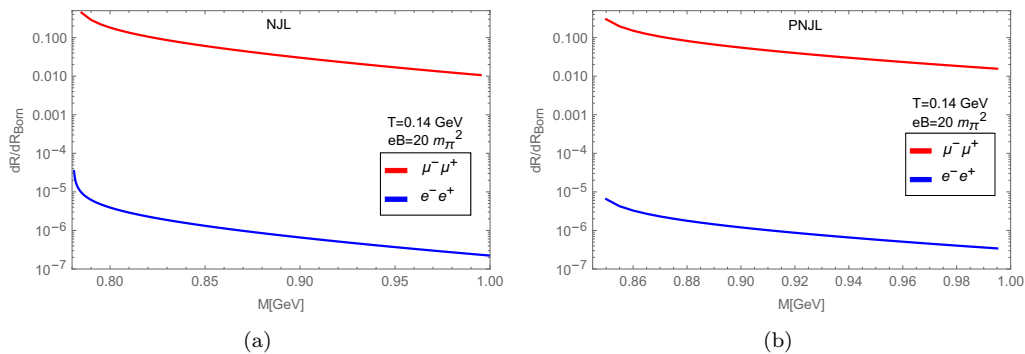 NJL
dR/dR_Born
0.100
0.010
0.001
10^-4
10^-5
10^-6
10^-7
T=0.14 GeV
eB=20 m_π^2
μ^- μ^+
e^- e^+
0.80 0.85 0.90 0.95 1.00
M[GeV]
(a)
PNJL
dR/dR_Born
0.100
0.010
0.001
10^-4
10^-5
10^-6
10^-7
T=0.14 GeV
eB=20 m_π^2
μ^- μ^+
e^- e^+
0.86 0.88 0.90 0.92 0.94 0.96 0.98 1.00
M[GeV]
(b)